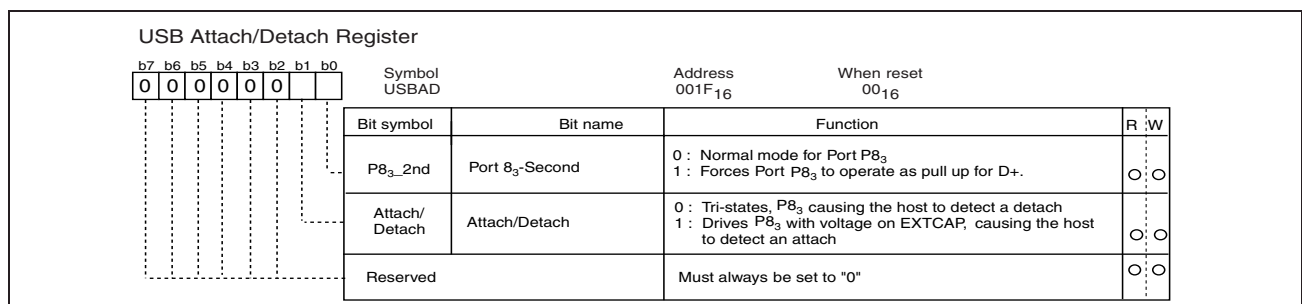 USB Attach/Detach Register
b7 b6 b5 b4 b3 b2 b1 b0
0 0 0 0 0 0
Symbol Address When reset
USBAD 001F16 0016
Bit symbol Bit name Function R W
P83_2nd Port 83-Second
0 : Normal mode for Port P83
1 : Forces Port P83 to operate as pull up for D+.
O O
Attach/
Detach
Attach/Detach
0 : Tri-states, P83 causing the host to detect a detach
1 : Drives P83 with voltage on EXTCAP, causing the host
to detect an attach
O O
Reserved Must always be set to "0" O O